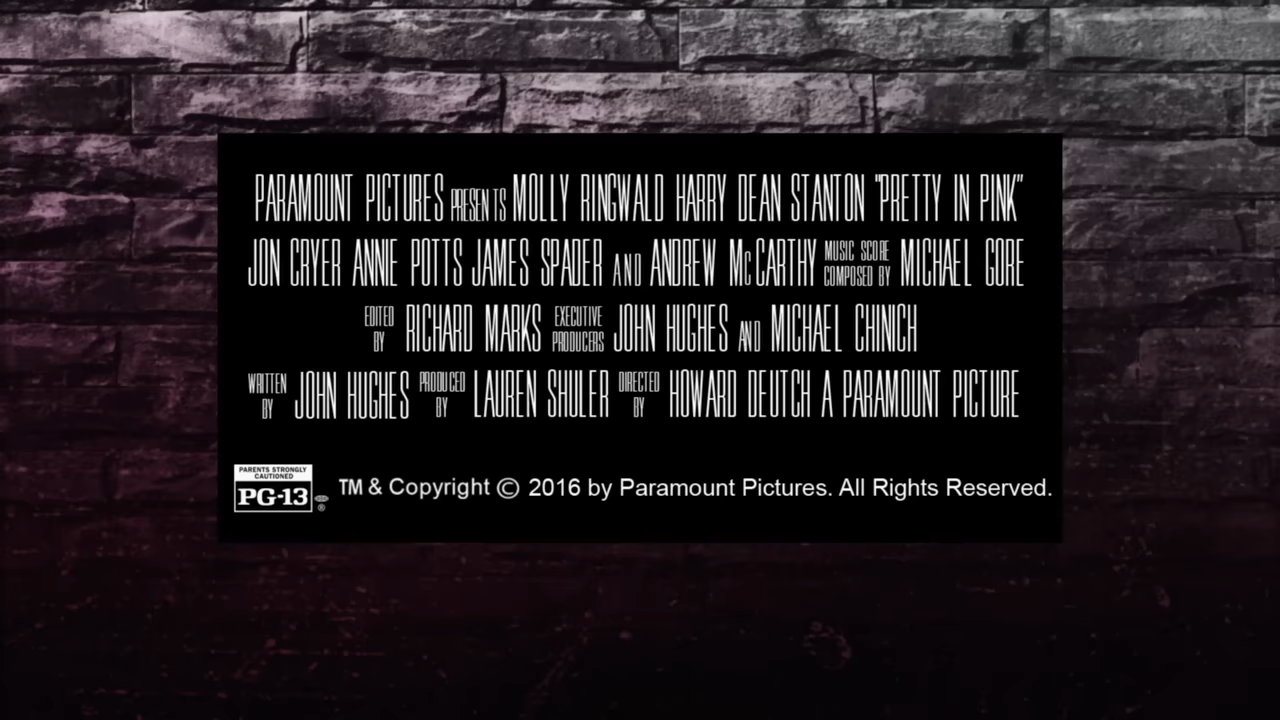 PARAMOUNT PICTURES PRESENTS MOLLY RINGWALD HARRY DEAN STANTON "PRETTY IN PINK"
JON CRYER ANNIE POTTS JAMES SPADER AND ANDREW McCARTHY MUSIC SCORE COMPOSED BY MICHAEL GORE
EDITED BY RICHARD MARKS EXECUTIVE PRODUCERS JOHN HUGHES AND MICHAEL CHINICH
WRITTEN BY JOHN HUGHES PRODUCED BY LAUREN SHULER DIRECTED BY HOWARD DEUTCH A PARAMOUNT PICTURE
PARENTS STRONGLY CAUTIONED
PG-13 ® TM & Copyright © 2016 by Paramount Pictures. All Rights Reserved.